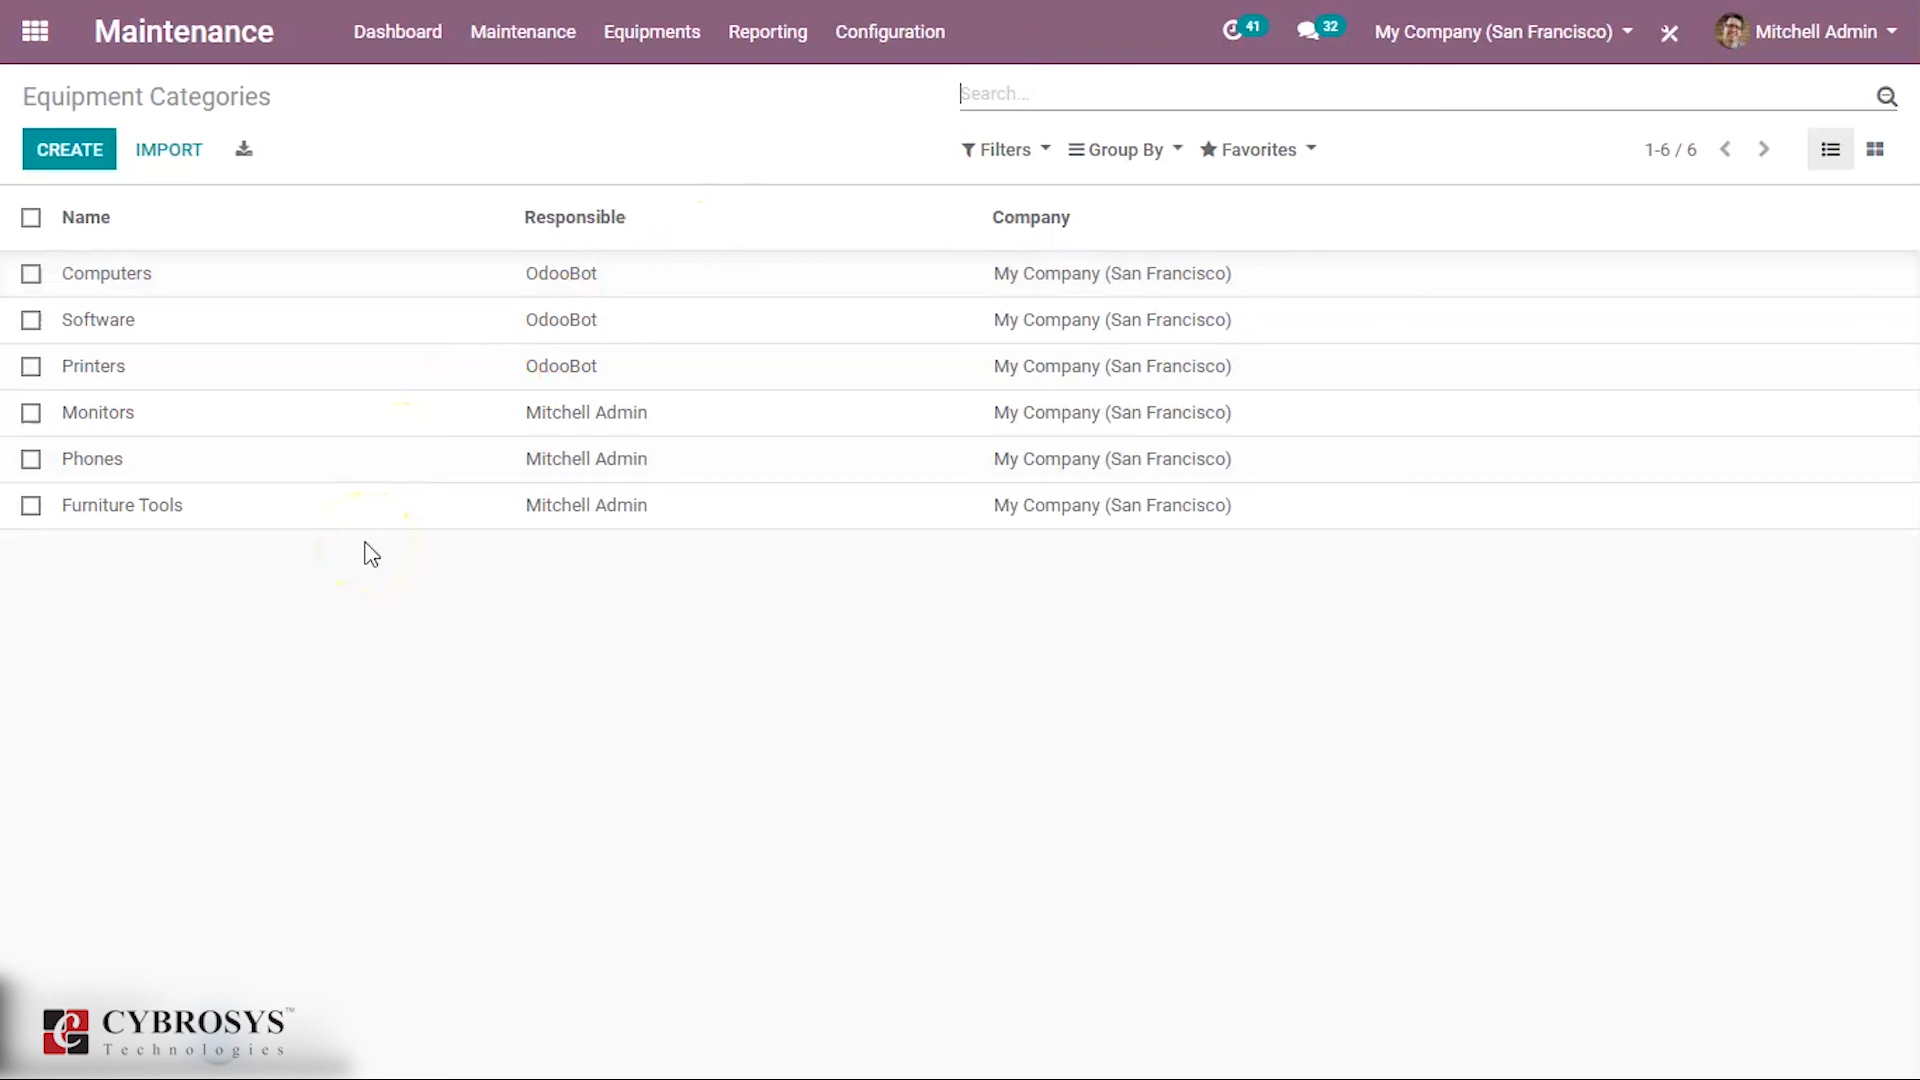 Maintenance Dashboard Maintenance Equipments Reporting Configuration 41 32 My Company (San Francisco) Mitchell Admin
Equipment Categories Search...
CREATE IMPORT Filters Group By Favorites 1-6 / 6
Name Responsible Company
Computers OdooBot My Company (San Francisco)
Software OdooBot My Company (San Francisco)
Printers OdooBot My Company (San Francisco)
Monitors Mitchell Admin My Company (San Francisco)
Phones Mitchell Admin My Company (San Francisco)
Furniture Tools Mitchell Admin My Company (San Francisco)
CYBROSYS™
Technologies